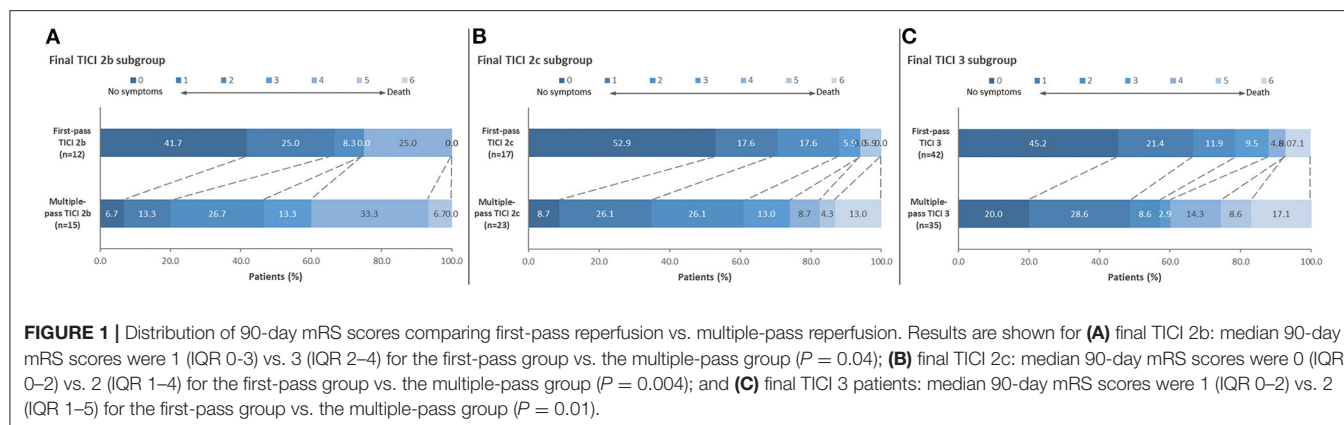 A
Final TICI 2b subgroup
0 1 2 3 4 5 6
No symptoms Death
First-pass TICI 2b (n=12)
41.7 25.0 8.3 0.0 25.0 0.0
Multiple-pass TICI 2b (n=15)
6.7 13.3 26.7 13.3 33.3 6.7 0.0
0.0 20.0 40.0 60.0 80.0 100.0
Patients (%)
B
Final TICI 2c subgroup
0 1 2 3 4 5 6
No symptoms Death
First-pass TICI 2c (n=17)
52.9 17.6 17.6 5.9 0.0 5.9 0.0
Multiple-pass TICI 2c (n=23)
8.7 26.1 26.1 13.0 8.7 4.3 13.0
0.0 20.0 40.0 60.0 80.0 100.0
Patients (%)
C
Final TICI 3 subgroup
0 1 2 3 4 5 6
No symptoms Death
First-pass TICI 3 (n=42)
45.2 21.4 11.9 9.5 4.8 0.0 7.1
Multiple-pass TICI 3 (n=35)
20.0 28.6 8.6 2.9 14.3 8.6 17.1
0.0 20.0 40.0 60.0 80.0 100.0
Patients (%)
FIGURE 1 | Distribution of 90-day mRS scores comparing first-pass reperfusion vs. multiple-pass reperfusion. Results are shown for (A) final TICI 2b: median 90-day
mRS scores were 1 (IQR 0-3) vs. 3 (IQR 2–4) for the first-pass group vs. the multiple-pass group (P = 0.04); (B) final TICI 2c: median 90-day mRS scores were 0 (IQR
0–2) vs. 2 (IQR 1–4) for the first-pass group vs. the multiple-pass group (P = 0.004); and (C) final TICI 3 patients: median 90-day mRS scores were 1 (IQR 0–2) vs. 2
(IQR 1–5) for the first-pass group vs. the multiple-pass group (P = 0.01).